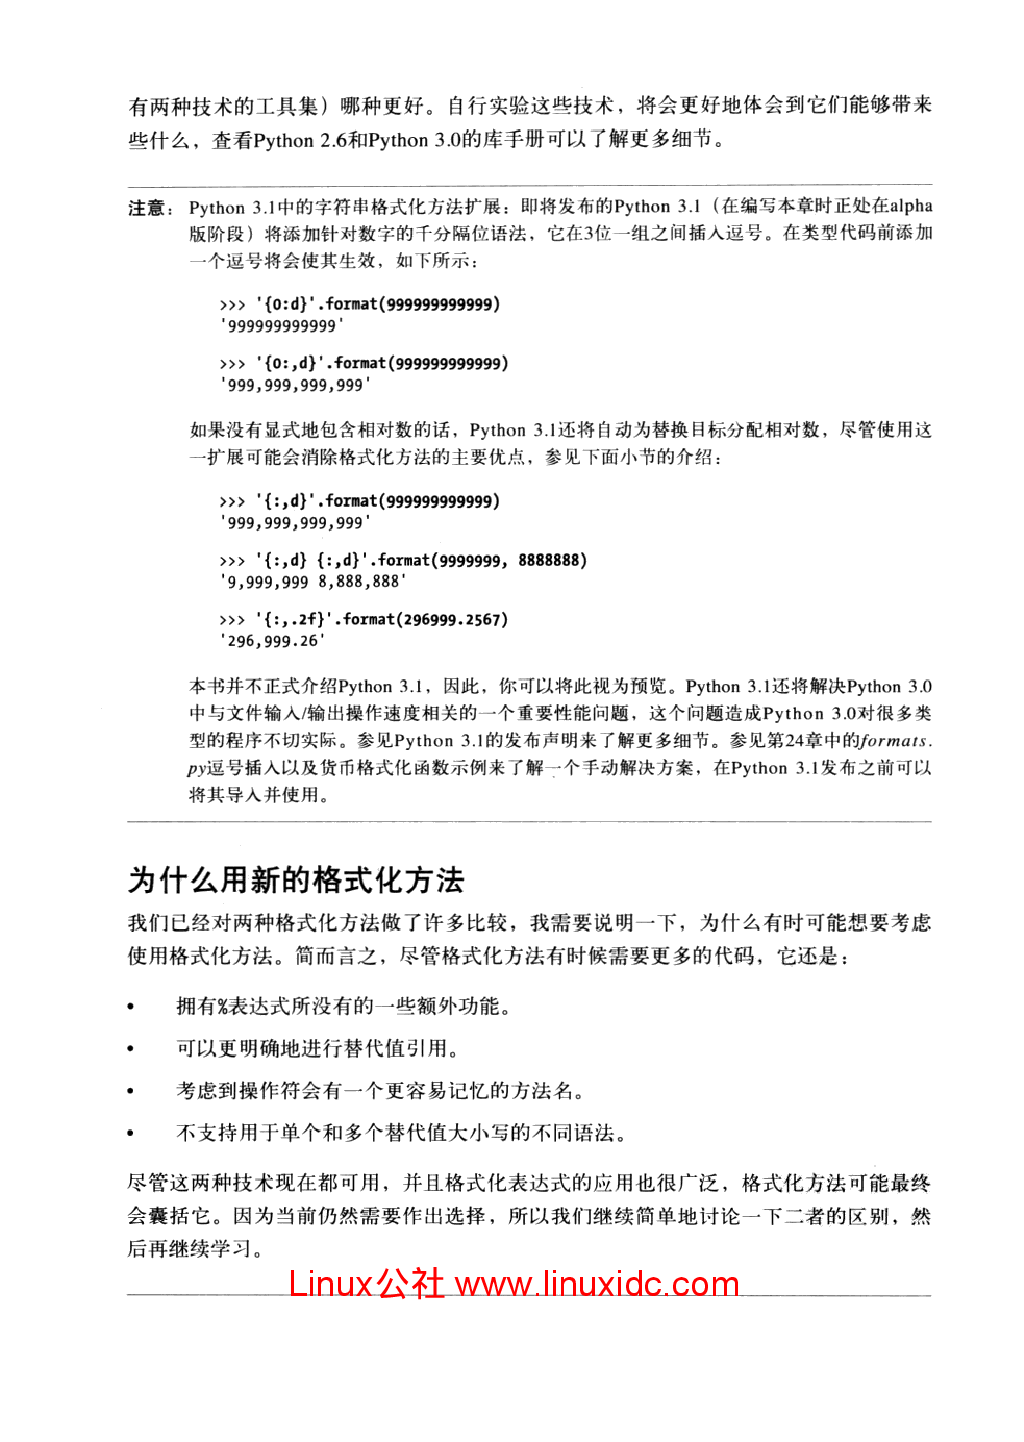 有两种技术的工具集）哪种更好。自行实验这些技术，将会更好地体会到它们能够带来
些什么，查看Python 2.6和Python 3.0的库手册可以了解更多细节。
注意： Python 3.1中的字符串格式化方法扩展：即将发布的Python 3.1（在编写本章时正处在alpha
版阶段）将添加针对数字的千分隔位语法，它在3位一组之间插入逗号。在类型代码前添加
一个逗号将会使其生效，如下所示：
>>> '{0:d}'.format(999999999999)
'999999999999'
>>> '{0:,d}'.format(999999999999)
'999,999,999,999'
如果没有显式地包含相对数的话，Python 3.1还将自动为替换目标分配相对数，尽管使用这
一扩展可能会消除格式化方法的主要优点，参见下面小节的介绍：
>>> '{:,d}'.format(999999999999)
'999,999,999,999'
>>> '{:,d} {:,d}'.format(9999999, 8888888)
'9,999,999 8,888,888'
>>> '{:,.2f}'.format(296999.2567)
'296,999.26'
本书并不正式介绍Python 3.1，因此，你可以将此视为预览。Python 3.1还将解决Python 3.0
中与文件输入/输出操作速度相关的一个重要性能问题，这个问题造成Python 3.0对很多类
型的程序不切实际。参见Python 3.1的发布声明来了解更多细节。参见第24章中的formats.
py逗号插入以及货币格式化函数示例来了解一个手动解决方案，在Python 3.1发布之前可以
将其导入并使用。
为什么用新的格式化方法
我们已经对两种格式化方法做了许多比较，我需要说明一下，为什么有时可能想要考虑
使用格式化方法。简而言之，尽管格式化方法有时候需要更多的代码，它还是：
• 拥有%表达式所没有的一些额外功能。
• 可以更明确地进行替代值引用。
• 考虑到操作符会有一个更容易记忆的方法名。
• 不支持用于单个和多个替代值大小写的不同语法。
尽管这两种技术现在都可用，并且格式化表达式的应用也很广泛，格式化方法可能最终
会囊括它。因为当前仍然需要作出选择，所以我们继续简单地讨论一下二者的区别，然
后再继续学习。
Linux公社 www.linuxidc.com